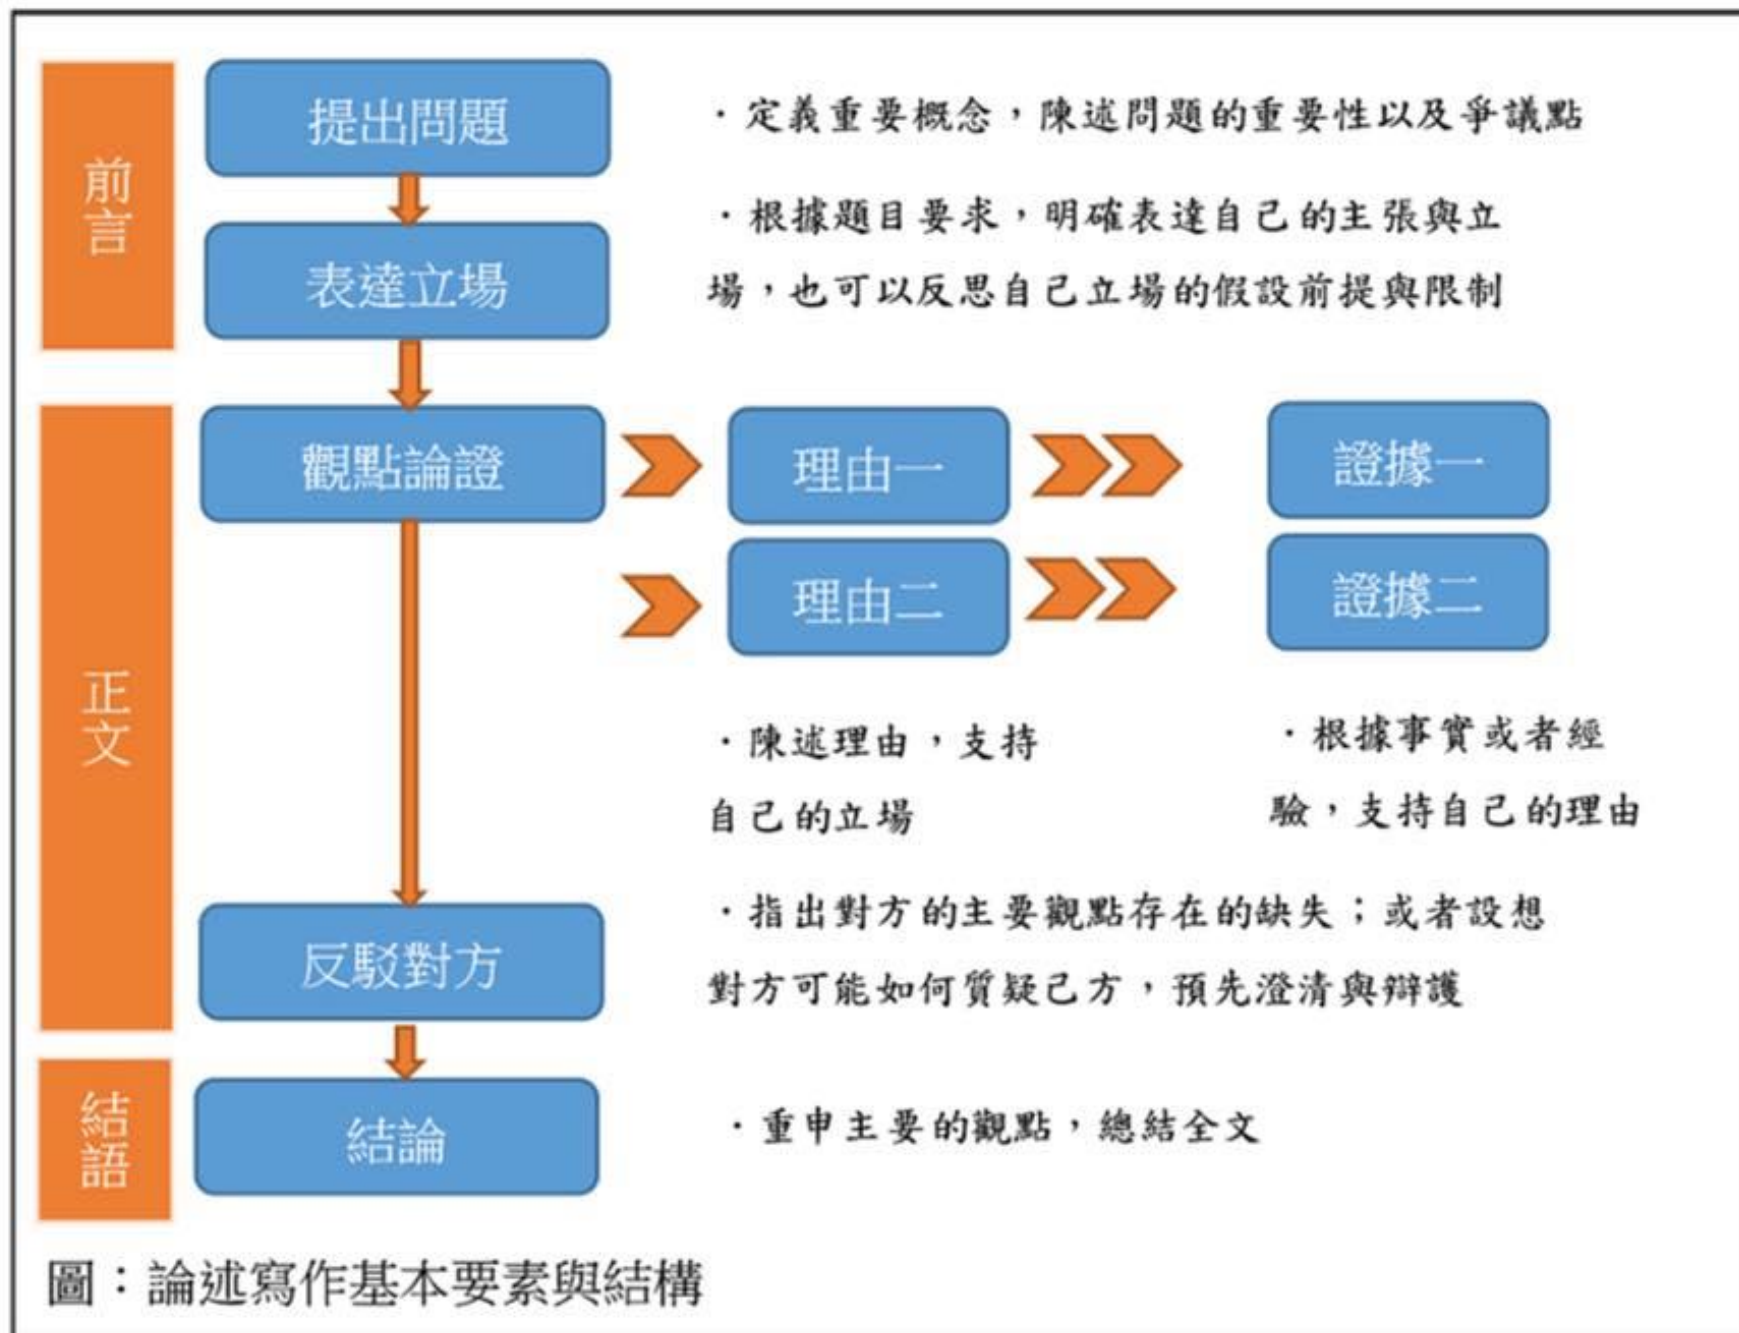 前言
提出問題
·定義重要概念，陳述問題的重要性以及爭議點
表達立場
·根據題目要求，明確表達自己的主張與立
場，也可以反思自己立場的假設前提與限制
正文
觀點論證
理由一
證據一
理由二
證據二
·陳述理由，支持
自己的立場
·根據事實或者經
驗，支持自己的理由
反駁對方
·指出對方的主要觀點存在的缺失；或者設想
對方可能如何質疑己方，預先澄清與辯護
結語
結論
·重申主要的觀點，總結全文
圖：論述寫作基本要素與結構